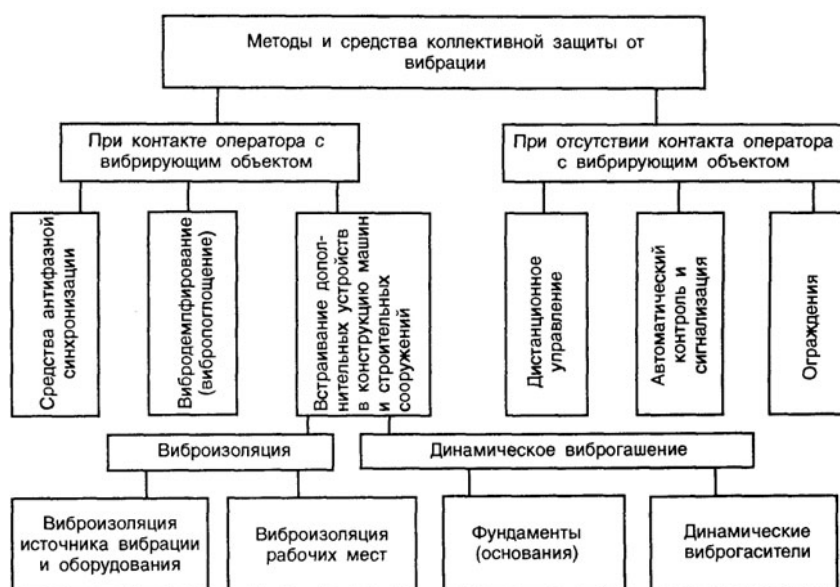 Методы и средства коллективной защиты от
вибрации
При контакте оператора с
вибрирующим объектом
При отсутствии контакта оператора
с вибрирующим объектом
Средства антифазной
синхронизации
Вибродемпфирование
(вибропоглощение)
Встраивание допол-
нительных устройств
в конструкцию машин
и строительных
сооружений
Дистанционное
управление
Автоматический
контроль и
сигнализация
Ограждения
Виброизоляция
Динамическое виброгашение
Виброизоляция
источника вибрации
и оборудования
Виброизоляция
рабочих мест
Фундаменты
(основания)
Динамические
виброгасители